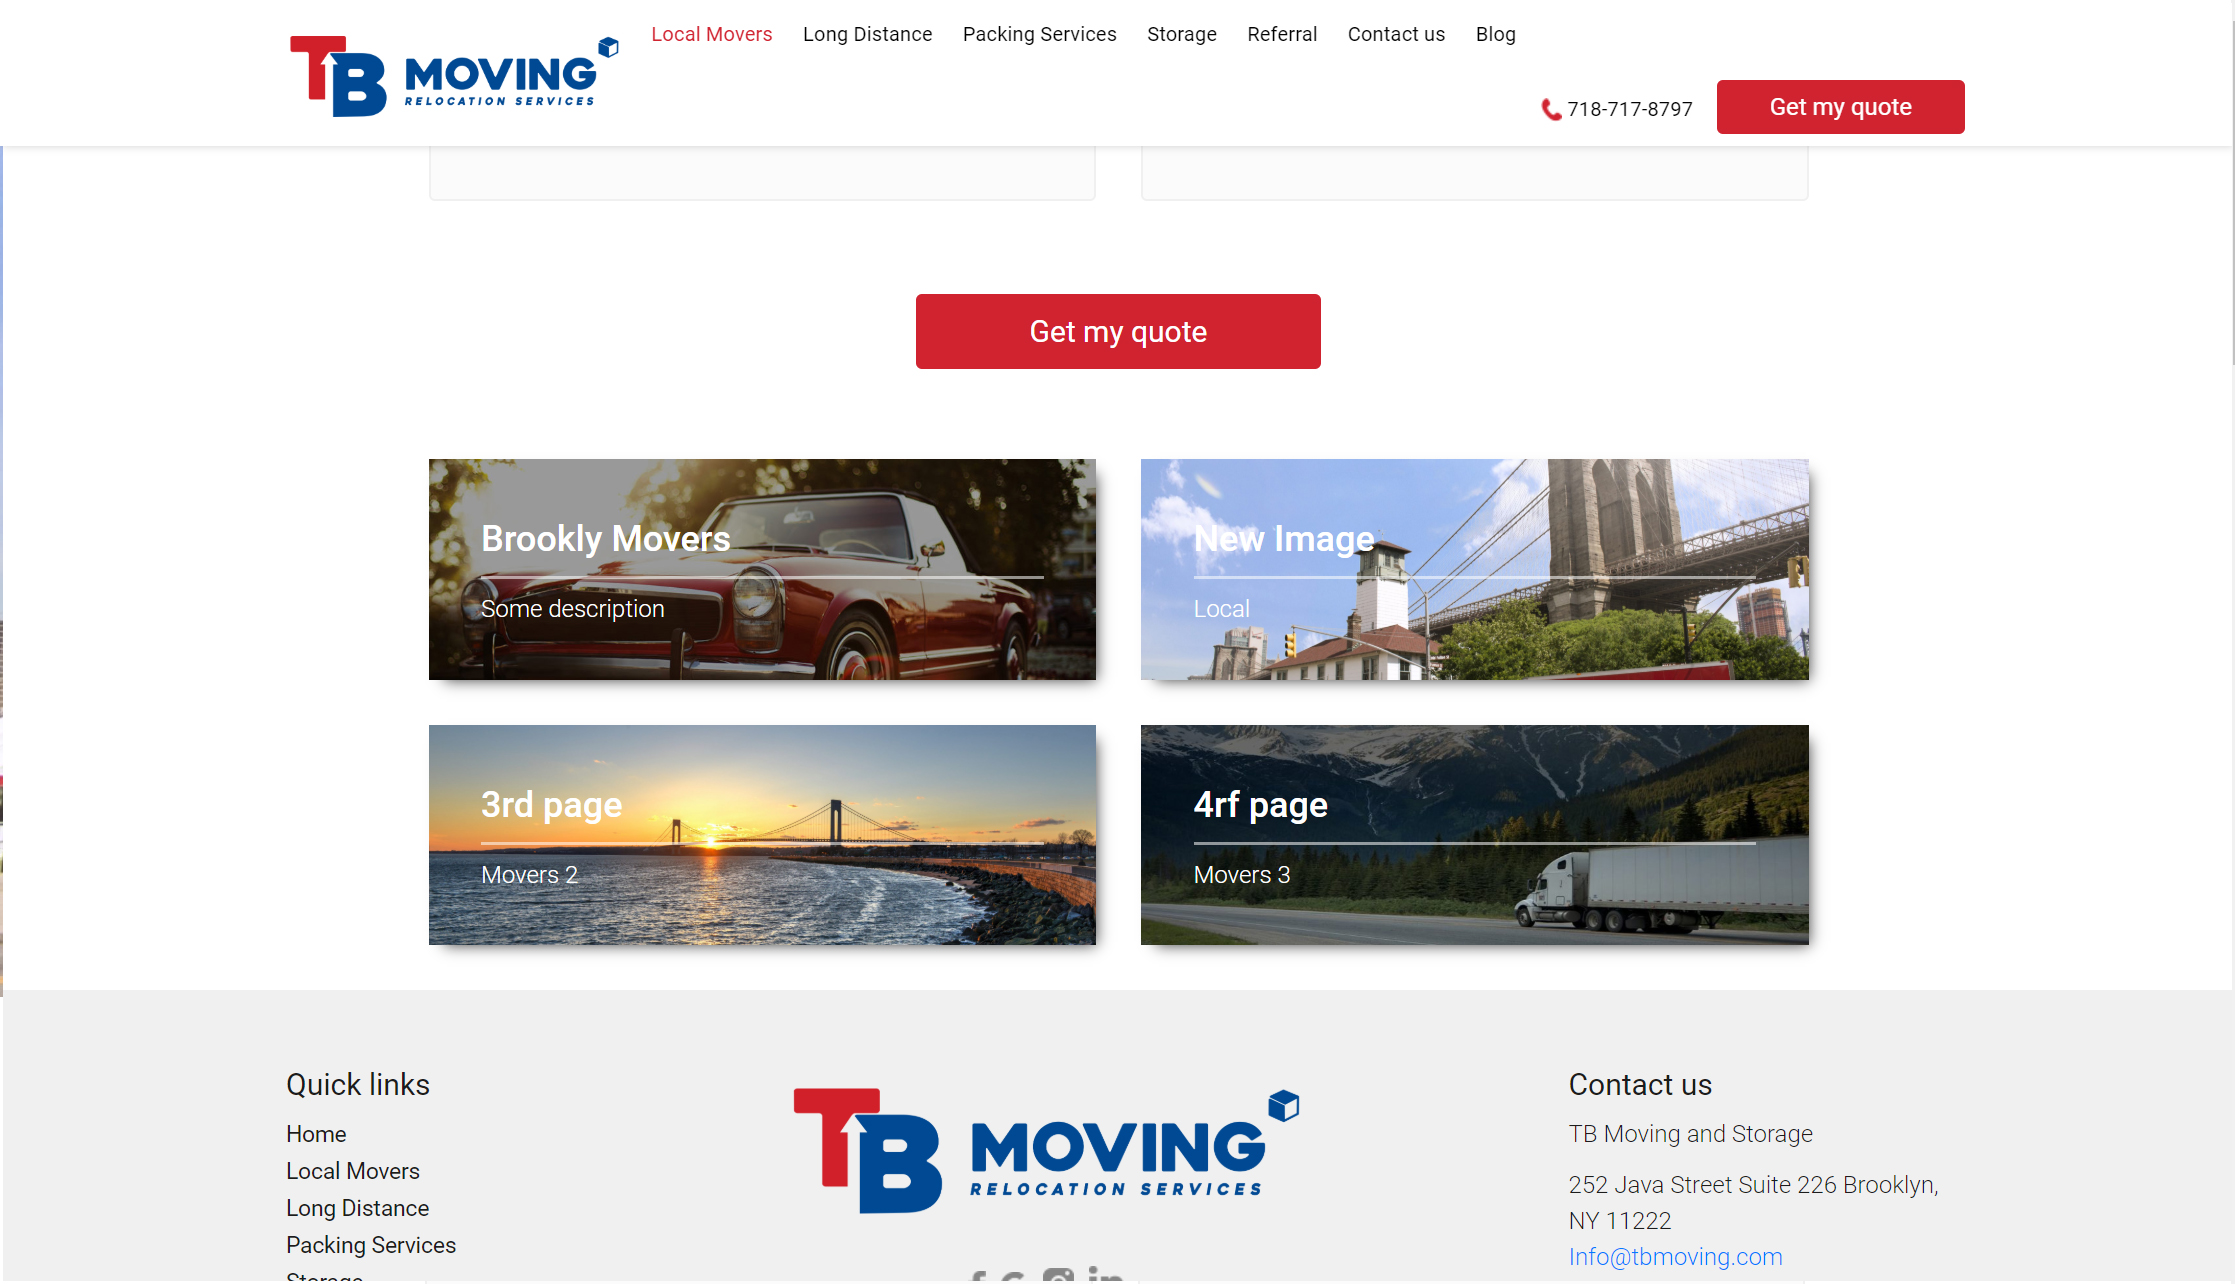 Local Movers Long Distance Packing Services Storage Referral Contact us Blog
TB MOVING
RELOCATION SERVICES
718-717-8797 Get my quote
Get my quote
Brookly Movers
Some description
New Image
Local
3rd page
Movers 2
4rf page
Movers 3
Quick links
Home
Local Movers
Long Distance
Packing Services
Storage
TB MOVING
RELOCATION SERVICES
Contact us
TB Moving and Storage
252 Java Street Suite 226 Brooklyn,
NY 11222
Info@tbmoving.com